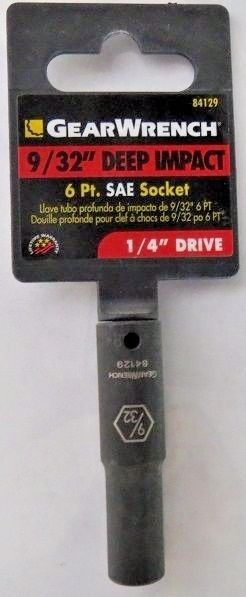 84129
GEARWRENCH®
9/32" DEEP IMPACT
6 Pt. SAE Socket
Llave tubo profunda de impacto de 9/32" 6 PT
Douille profonde pour clef à chocs de 9/32 po 6 PT
LIFETIME WARRANTY
1/4" DRIVE
GEARWRENCH
84129
9/32